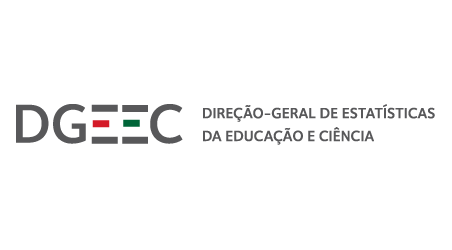 DGEEC
DIREÇÃO-GERAL DE ESTATÍSTICAS
DA EDUCAÇÃO E CIÊNCIA